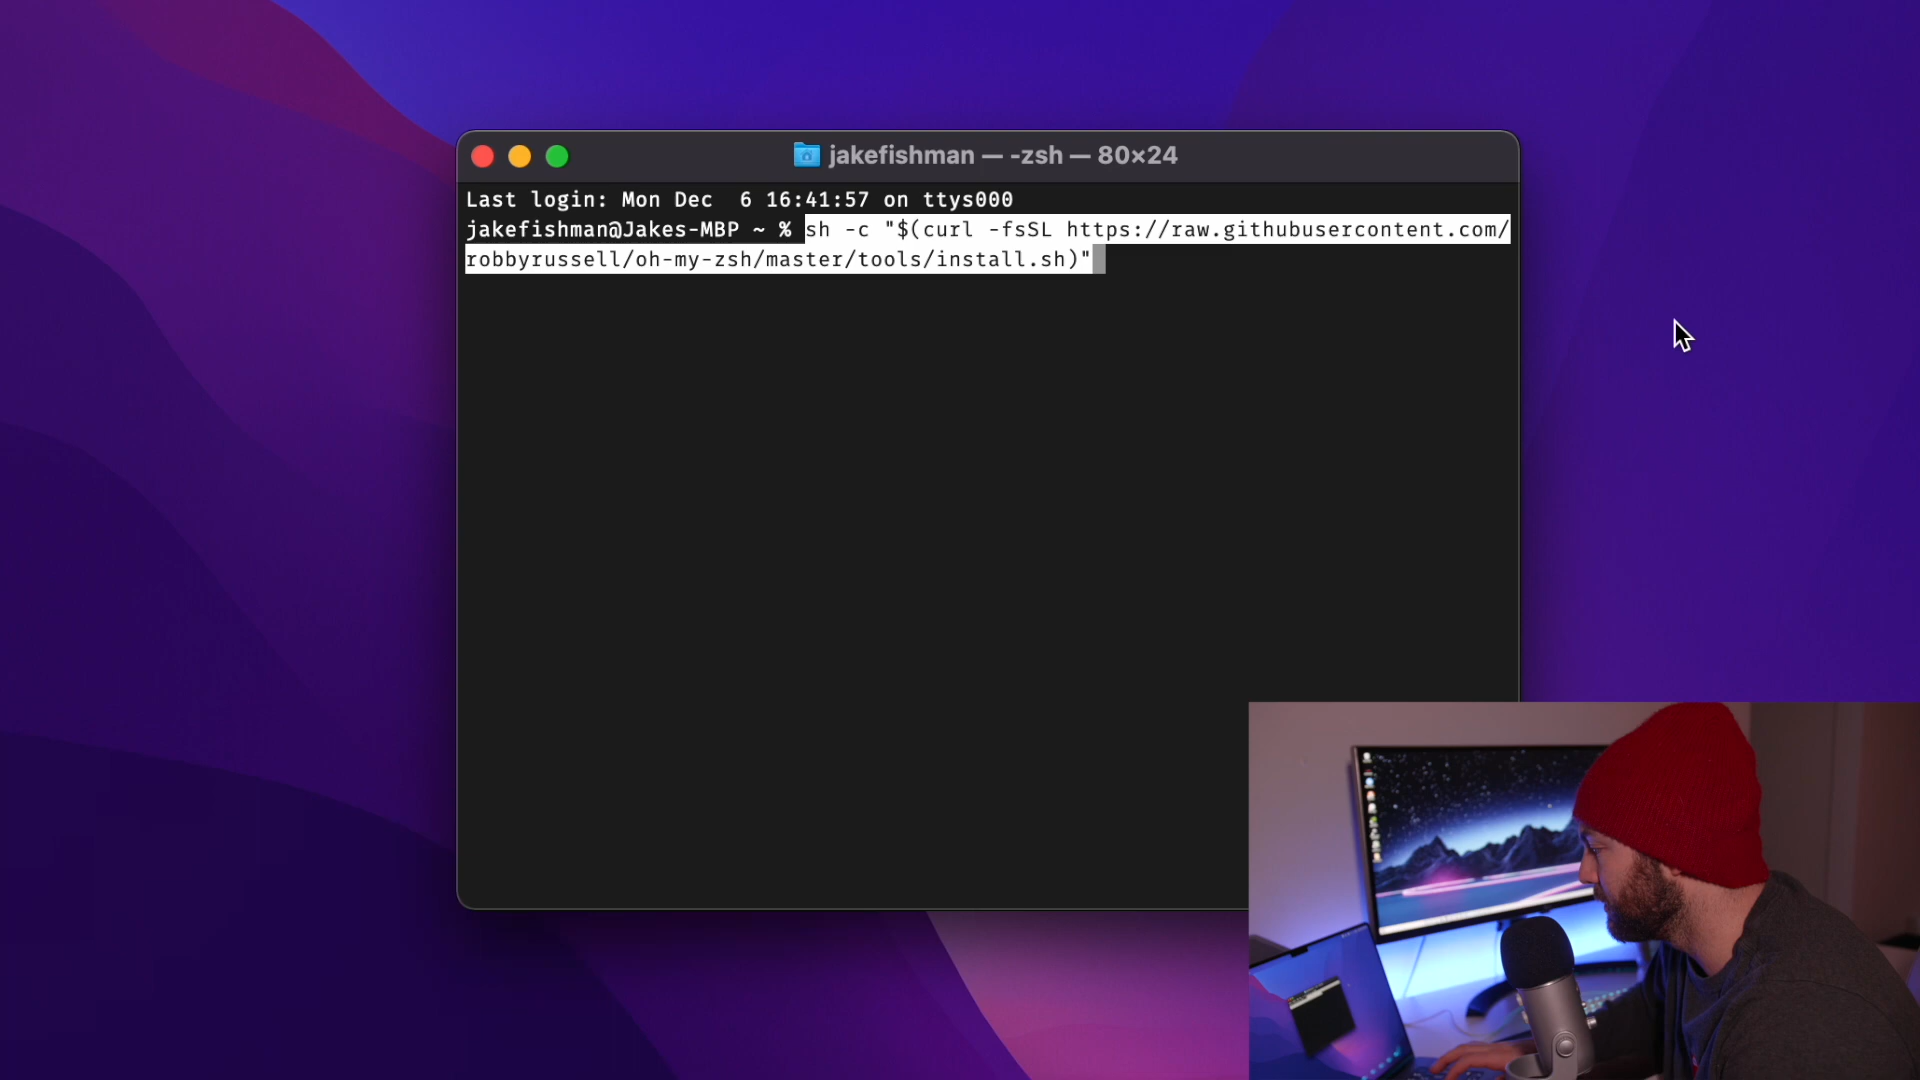 jakefishman — -zsh — 80×24
Last login: Mon Dec  6 16:41:57 on ttys000
jakefishman@Jakes-MBP ~ % sh -c "$(curl -fsSL https://raw.githubusercontent.com/
robbyrussell/oh-my-zsh/master/tools/install.sh)"